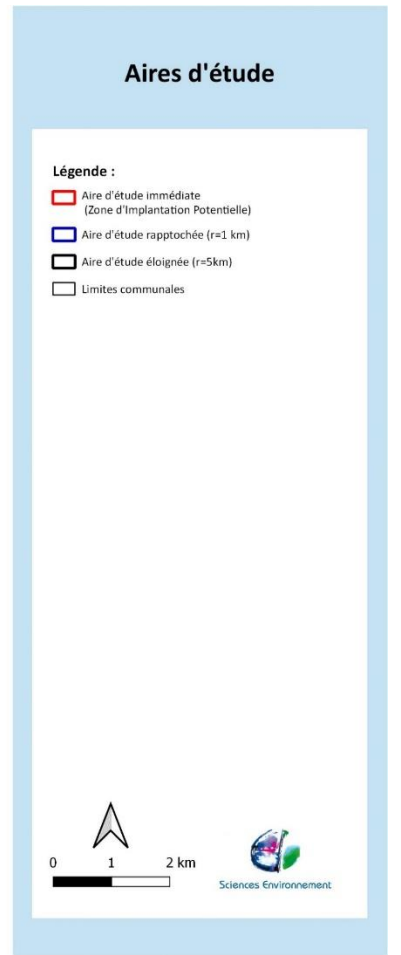 Aires d'étude
Légende :
Aire d'étude immédiate
(Zone d'Implantation Potentielle)
Aire d'étude rapptochée (r=1 km)
Aire d'étude éloignée (r=5km)
Limites communales
0 1 2 km
Sciences Environnement